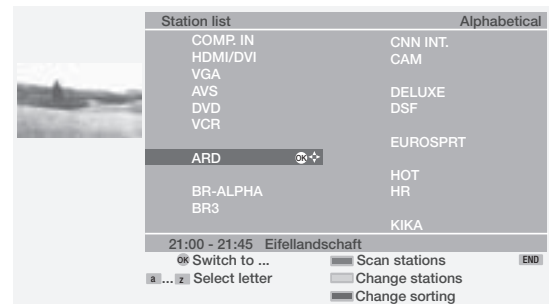 Station list Alphabetical
COMP. IN
HDMI/DVI
VGA
AVS
DVD
VCR
ARD OK
BR-ALPHA
BR3
CNN INT.
CAM
DELUXE
DSF
EUROSPRT
HOT
HR
KIKA
21:00 - 21:45 Eifellandschaft
OK Switch to ... Scan stations END
a ... z Select letter Change stations
Change sorting